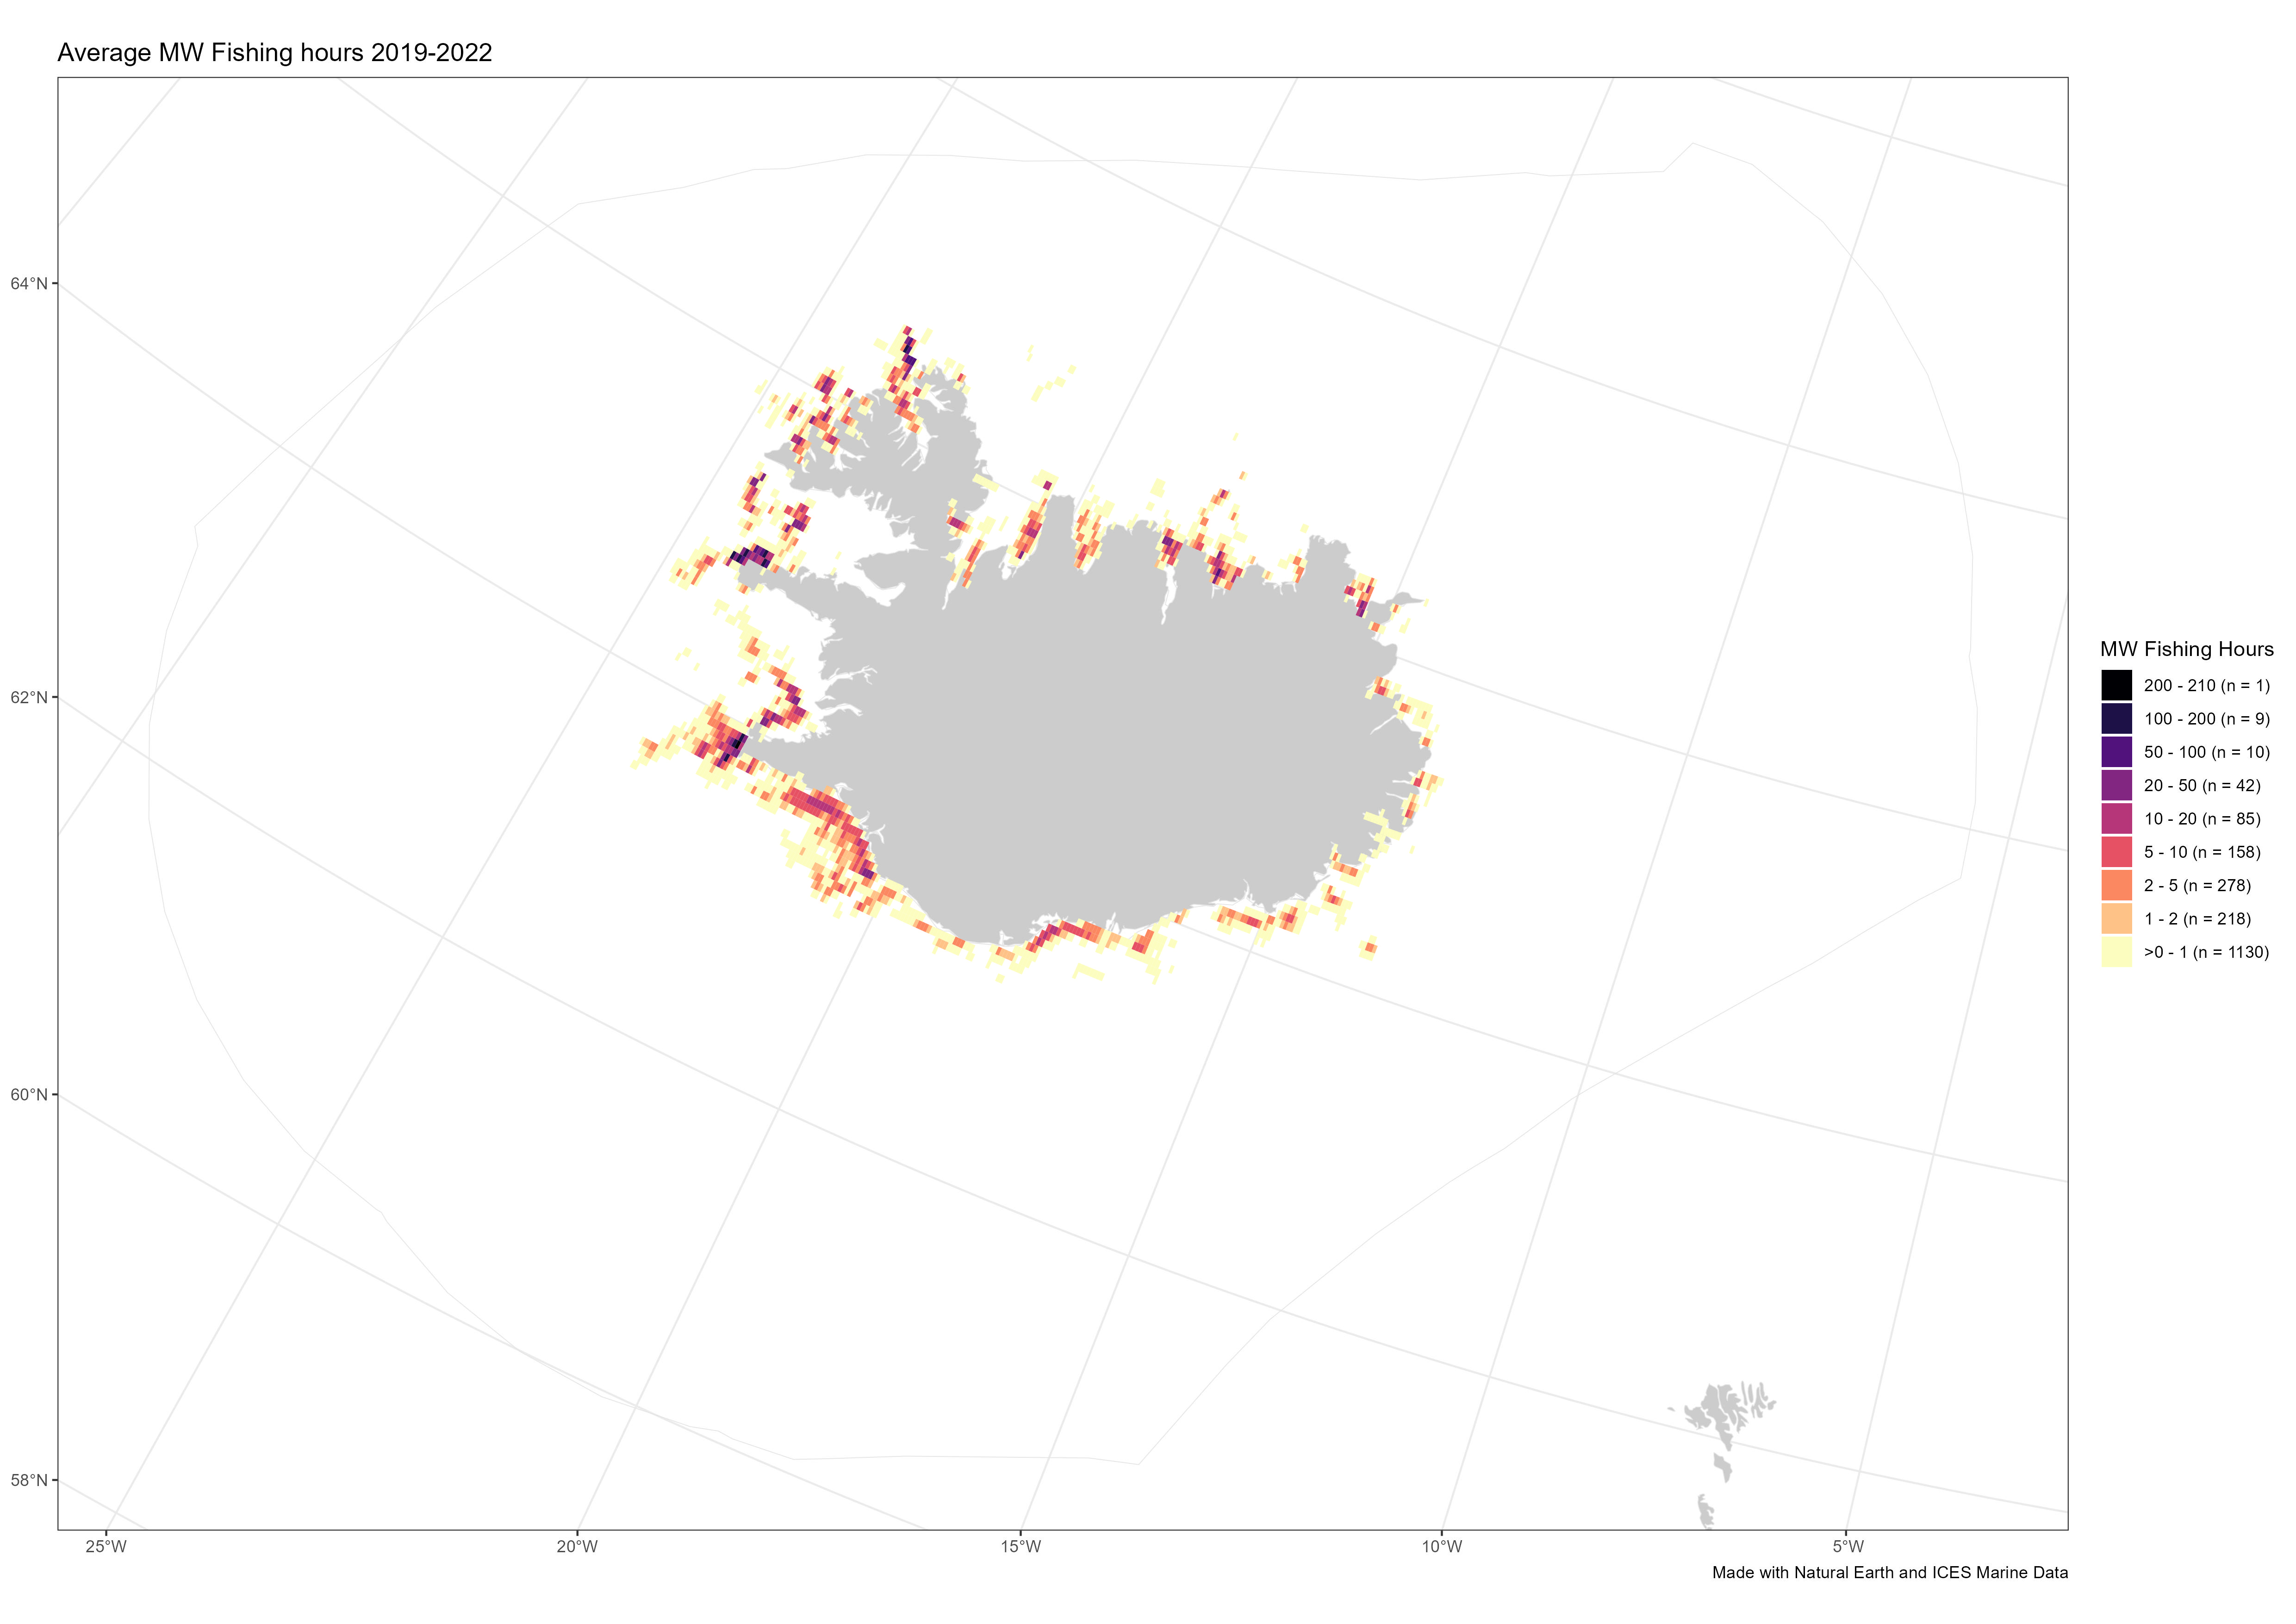 Average MW Fishing hours 2019-2022
64°N
62°N
60°N
58°N
25°W
20°W
15°W
10°W
5°W
MW Fishing Hours
200 - 210 (n = 1)
100 - 200 (n = 9)
50 - 100 (n = 10)
20 - 50 (n = 42)
10 - 20 (n = 85)
5 - 10 (n = 158)
2 - 5 (n = 278)
1 - 2 (n = 218)
>0 - 1 (n = 1130)
Made with Natural Earth and ICES Marine Data